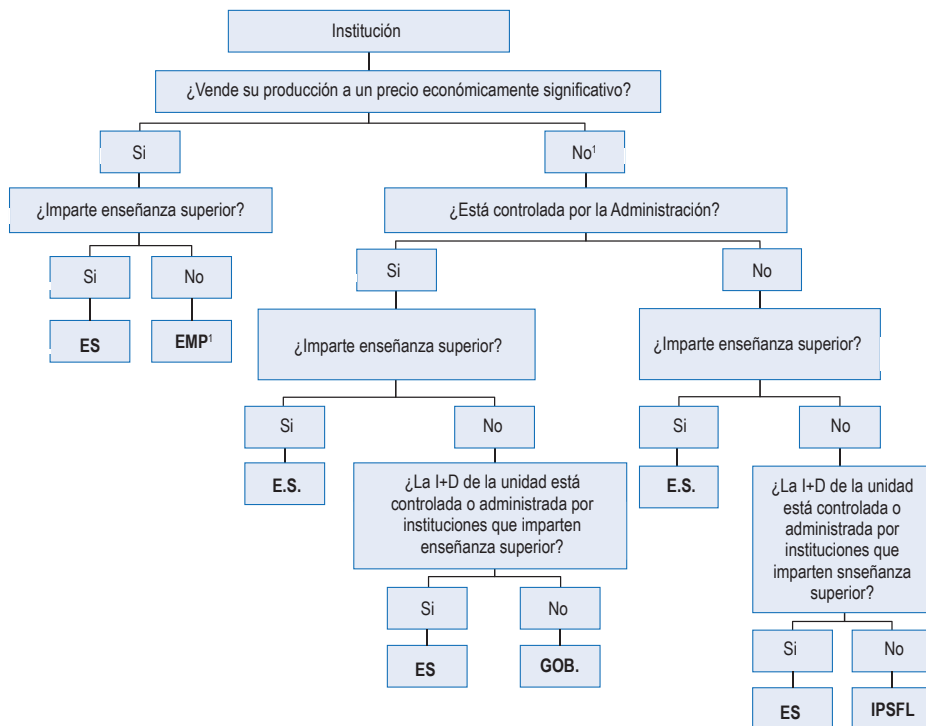 Institución
¿Vende su producción a un precio económicamente significativo?
Si
No¹
¿Imparte enseñanza superior?
¿Está controlada por la Administración?
Si
No
Si
No
ES
EMP¹
¿Imparte enseñanza superior?
¿Imparte enseñanza superior?
Si
No
Si
No
E.S.
¿La I+D de la unidad está
controlada o administrada por
instituciones que imparten
enseñanza superior?
E.S.
¿La I+D de la unidad
está controlada o
administrada por
instituciones que
imparten snseñanza
superior?
Si
No
ES
GOB.
Si
No
ES
IPSFL